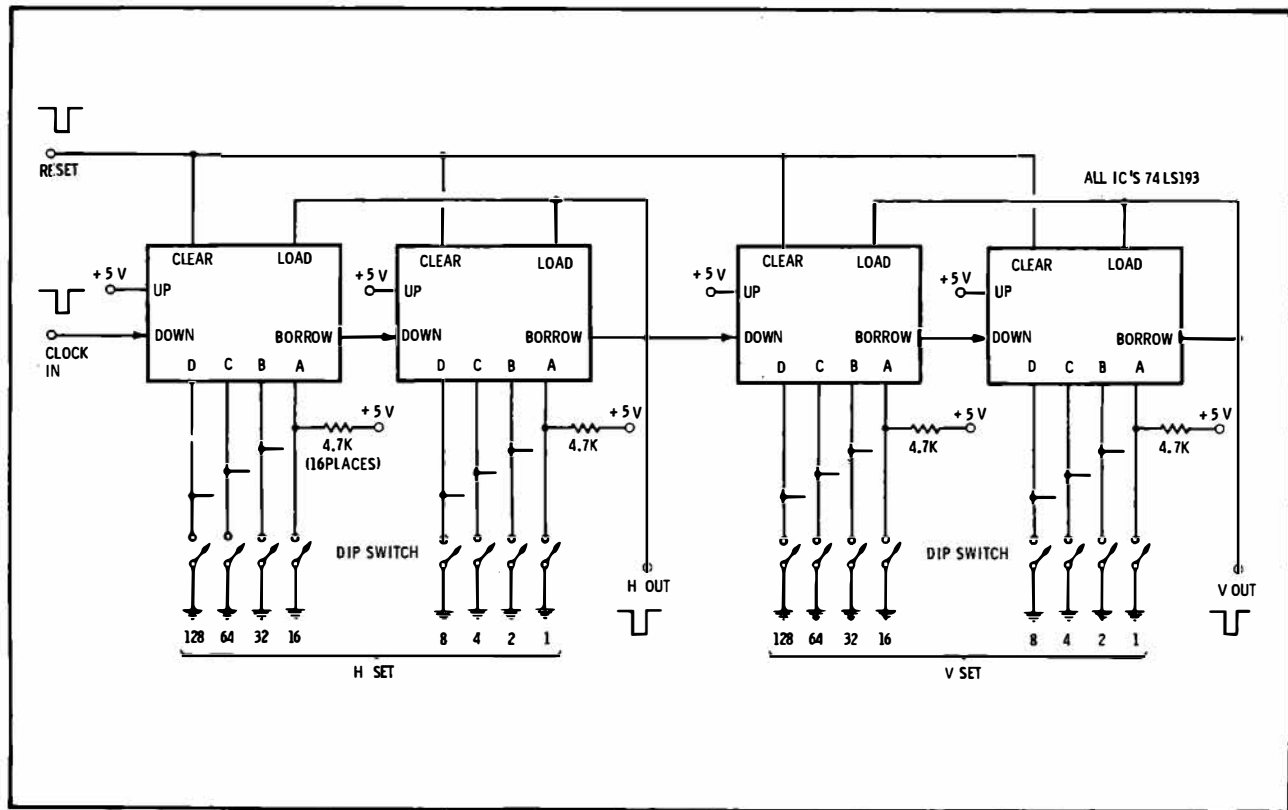 RESET
ALL IC'S 74LS193
CLEAR LOAD
CLEAR LOAD
CLEAR LOAD
CLEAR LOAD
+5 V
+5 V
+5 V
+5 V
UP
UP
UP
UP
CLOCK IN
DOWN BORROW
DOWN BORROW
DOWN BORROW
DOWN BORROW
D C B A
D C B A
D C B A
D C B A
+5 V
+5 V
+5 V
+5 V
4.7K
(16PLACES)
4.7K
4.7K
4.7K
DIP SWITCH
DIP SWITCH
H OUT
V OUT
128 64 32 16
8 4 2 1
128 64 32 16
8 4 2 1
H SET
V SET